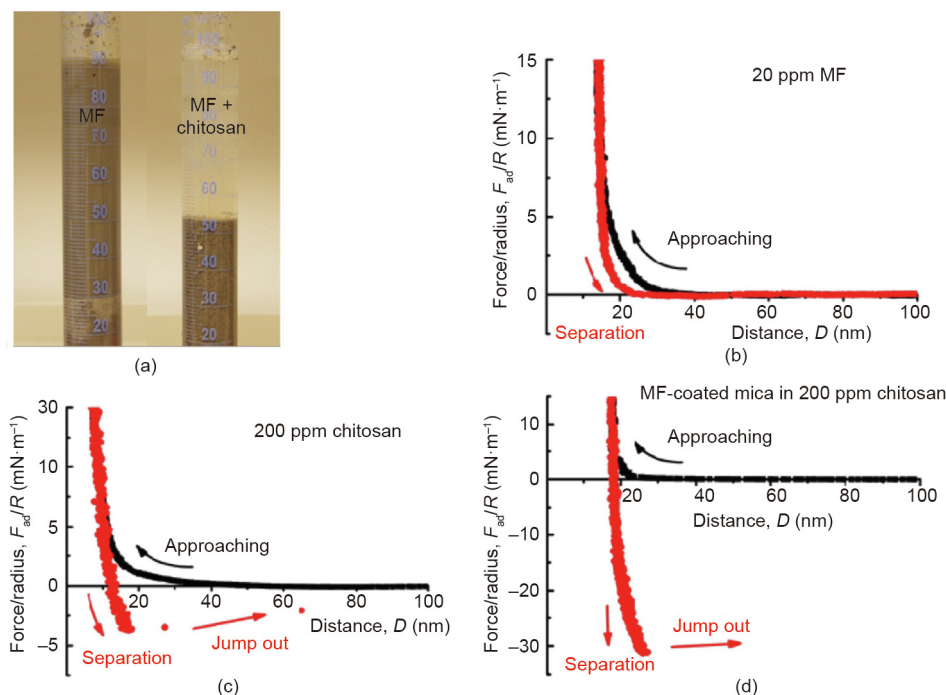 90
MF
80
70
60
50
40
30
20
(a)
100
90
MF +
chitosan
70
60
50
40
30
20
15
20 ppm MF
10
5
0
Approaching
20
40
60
80
100
Separation
Distance, D (nm)
Force/radius, F_ad/R (mN·m⁻¹)
(b)
30
200 ppm chitosan
10
5
Approaching
0
20
40
60
80
100
Distance, D (nm)
Jump out
−5
Separation
Force/radius, F_ad/R (mN·m⁻¹)
(c)
MF-coated mica in 200 ppm chitosan
10
Approaching
0
20
40
60
80
100
Distance, D (nm)
−10
−20
−30
Jump out
Separation
Force/radius, F_ad/R (mN·m⁻¹)
(d)